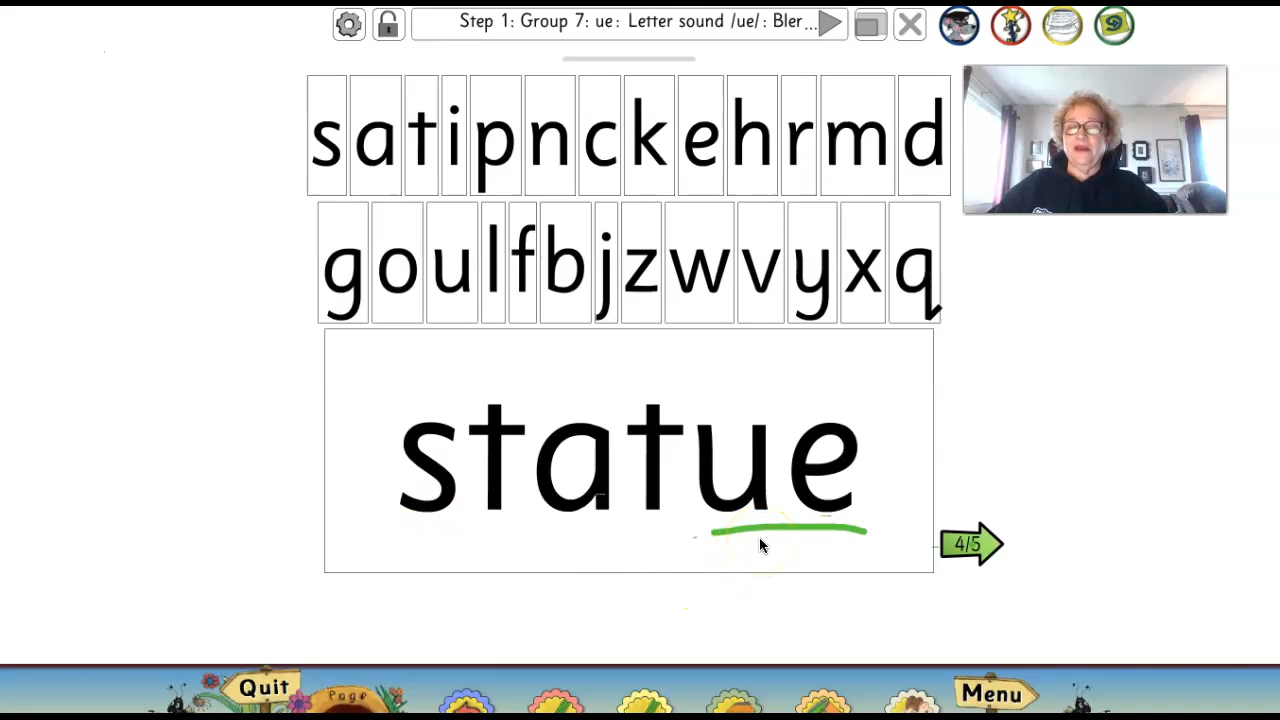 Step 1: Group 7: ue: Letter sound /ue/: Bler...
s a t i p n c k e h r m d
g o u l f b j z w v y x q
statue
4/5
Quit
Page
Menu